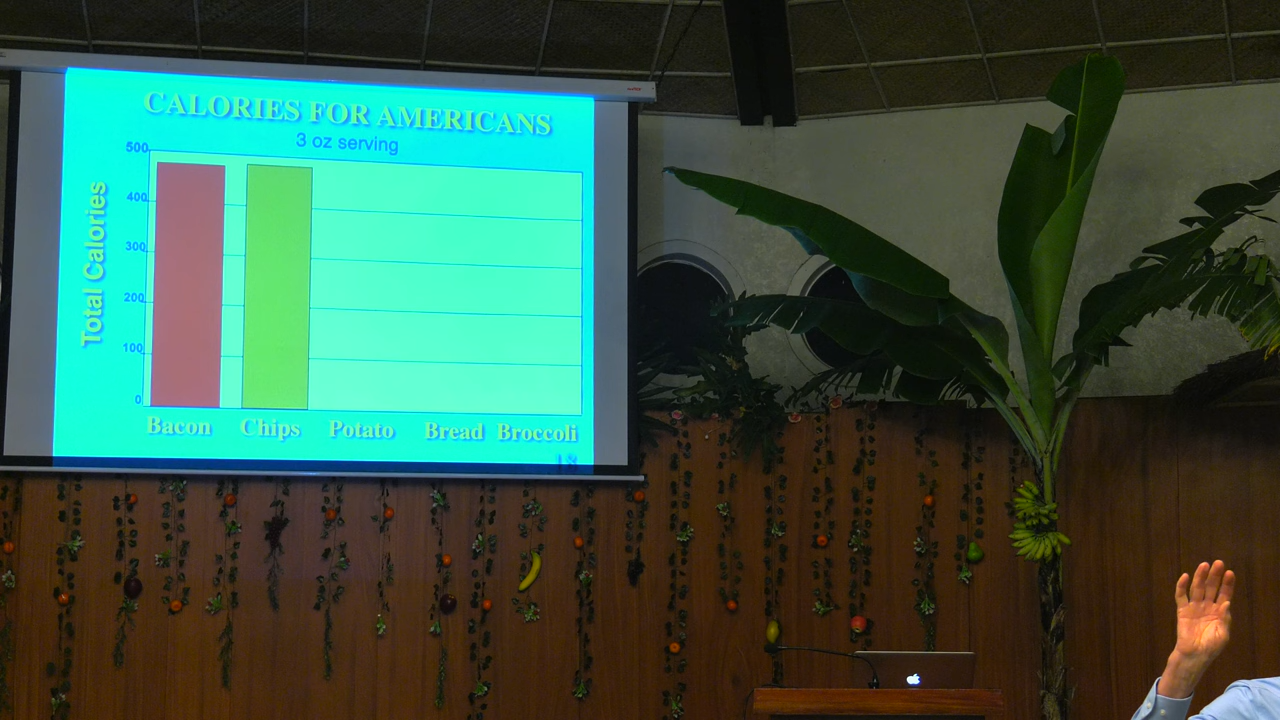 CALORIES FOR AMERICANS
3 oz serving
Total Calories
500
400
300
200
100
0
Bacon Chips Potato Bread Broccoli
18